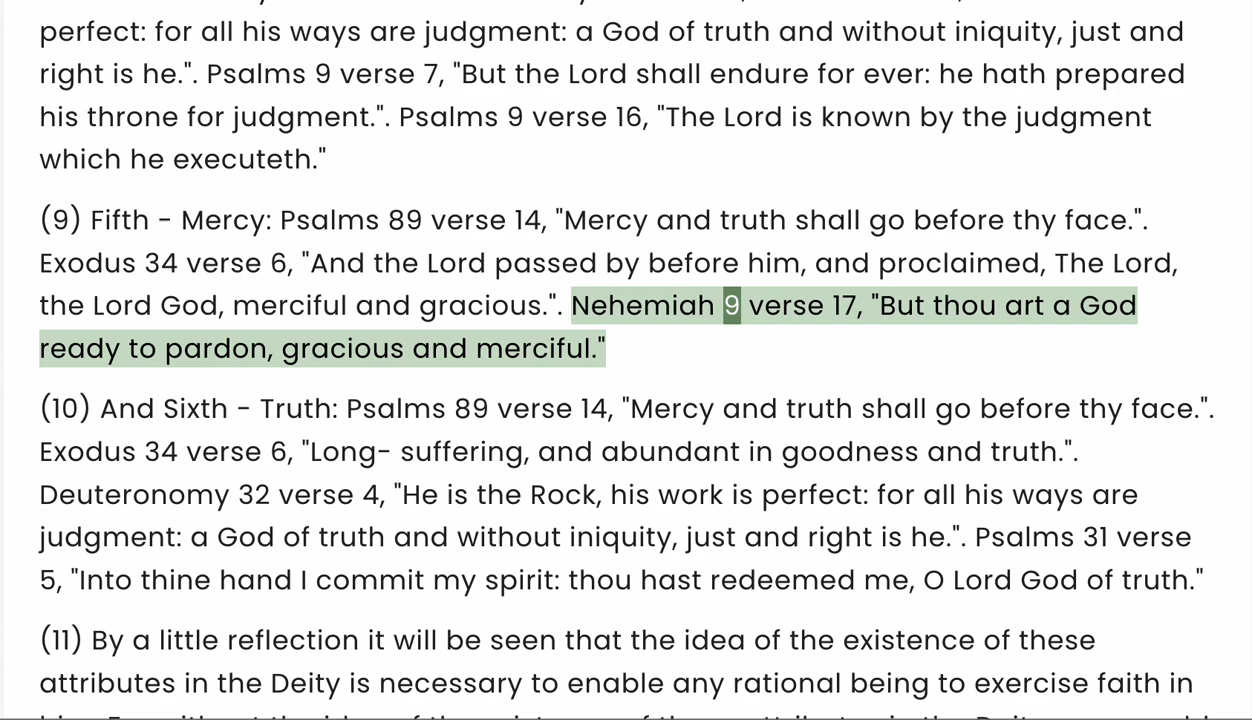 perfect: for all his ways are judgment: a God of truth and without iniquity, just and
right is he.". Psalms 9 verse 7, "But the Lord shall endure for ever: he hath prepared
his throne for judgment.". Psalms 9 verse 16, "The Lord is known by the judgment
which he executeth."
(9) Fifth - Mercy: Psalms 89 verse 14, "Mercy and truth shall go before thy face.".
Exodus 34 verse 6, "And the Lord passed by before him, and proclaimed, The Lord,
the Lord God, merciful and gracious.". Nehemiah 9 verse 17, "But thou art a God
ready to pardon, gracious and merciful."
(10) And Sixth - Truth: Psalms 89 verse 14, "Mercy and truth shall go before thy face.".
Exodus 34 verse 6, "Long- suffering, and abundant in goodness and truth.".
Deuteronomy 32 verse 4, "He is the Rock, his work is perfect: for all his ways are
judgment: a God of truth and without iniquity, just and right is he.". Psalms 31 verse
5, "Into thine hand I commit my spirit: thou hast redeemed me, O Lord God of truth."
(11) By a little reflection it will be seen that the idea of the existence of these
attributes in the Deity is necessary to enable any rational being to exercise faith in